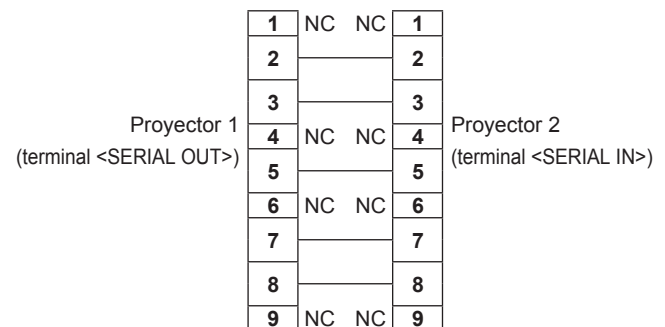 1 NC NC 1
2 2
3 3
Proyector 1
(terminal <SERIAL OUT>)
4 NC NC 4
Proyector 2
(terminal <SERIAL IN>)
5 5
6 NC NC 6
7 7
8 8
9 NC NC 9